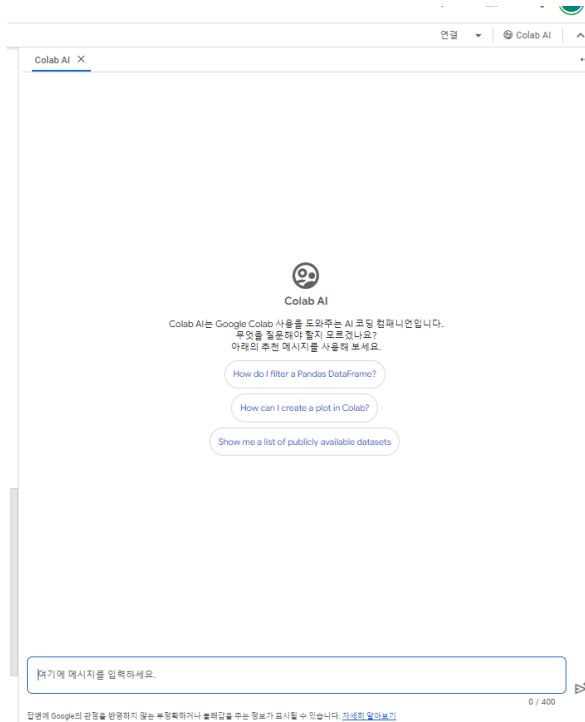 연결 Colab AI
Colab AI
Colab AI
Colab AI는 Google Colab 사용을 도와주는 AI 코딩 컴패니언입니다.
무엇을 질문해야 할지 모르겠나요?
아래의 추천 메시지를 사용해 보세요.
How do I filter a Pandas DataFrame?
How can I create a plot in Colab?
Show me a list of publicly available datasets
여기에 메시지를 입력하세요.
0 / 400
답변에 Google의 관점을 반영하지 않는 부정확하거나 불쾌감을 주는 정보가 표시될 수 있습니다. 자세히 알아보기